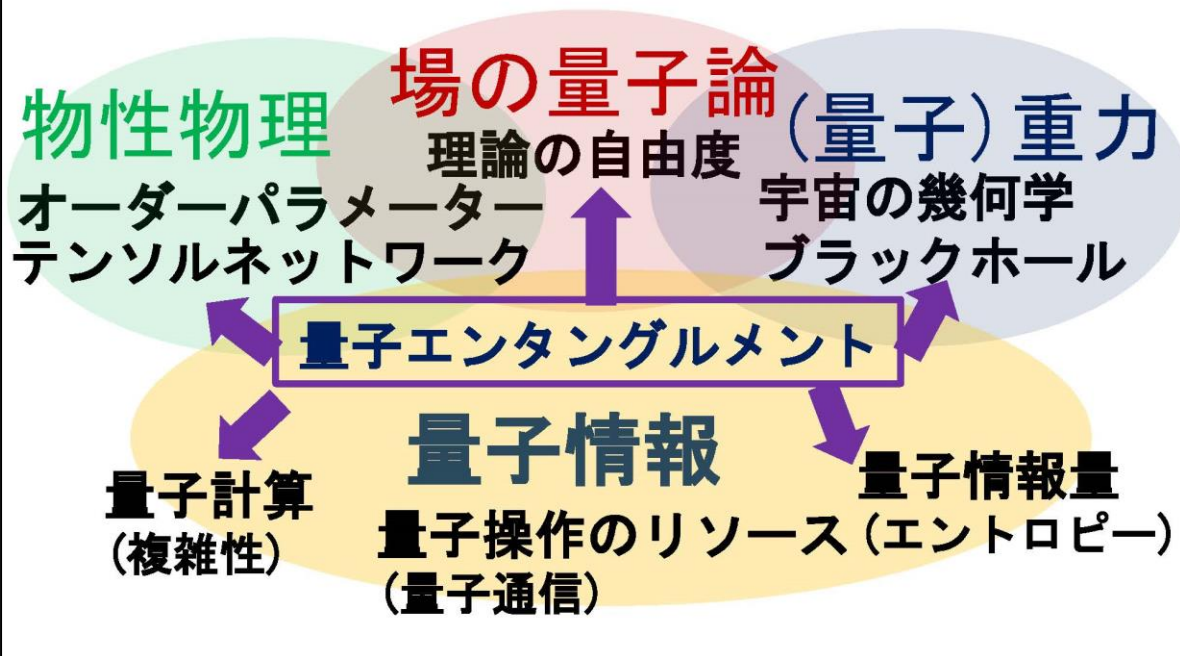 場の量子論
物性物理
(量子)重力
理論の自由度
オーダーパラメーター
テンソルネットワーク
宇宙の幾何学
ブラックホール
量子エンタングルメント
量子情報
量子計算
(複雑性)
量子操作のリソース
(量子通信)
量子情報量
(エントロピー)